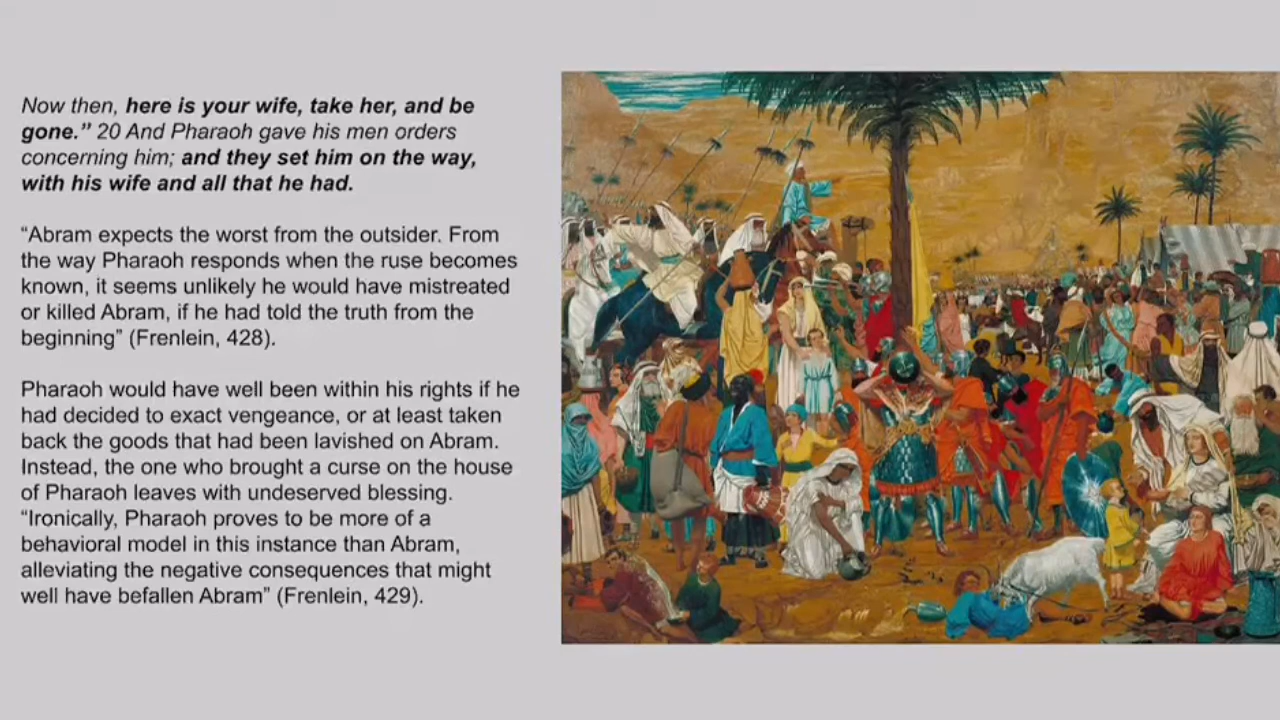 Now then, here is your wife, take her, and be
gone.” 20 And Pharaoh gave his men orders
concerning him; and they set him on the way,
with his wife and all that he had.
“Abram expects the worst from the outsider. From
the way Pharaoh responds when the ruse becomes
known, it seems unlikely he would have mistreated
or killed Abram, if he had told the truth from the
beginning” (Frenlein, 428).
Pharaoh would have well been within his rights if he
had decided to exact vengeance, or at least taken
back the goods that had been lavished on Abram.
Instead, the one who brought a curse on the house
of Pharaoh leaves with undeserved blessing.
“Ironically, Pharaoh proves to be more of a
behavioral model in this instance than Abram,
alleviating the negative consequences that might
well have befallen Abram” (Frenlein, 429).